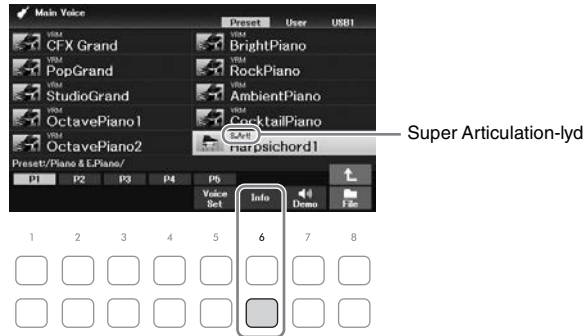 Main Voice
Preset User USB1
VRM CFX Grand VRM BrightPiano
VRM PopGrand VRM RockPiano
VRM StudioGrand VRM AmbientPiano
VRM OctavePiano1 VRM CocktailPiano
VRM OctavePiano2 S.Art! Harpsichord1
Super Articulation-lyd
Preset:/Piano & E.Piano/
P1 P2 P3 P4 P5
Voice Set Info Demo File
1 2 3 4 5 6 7 8